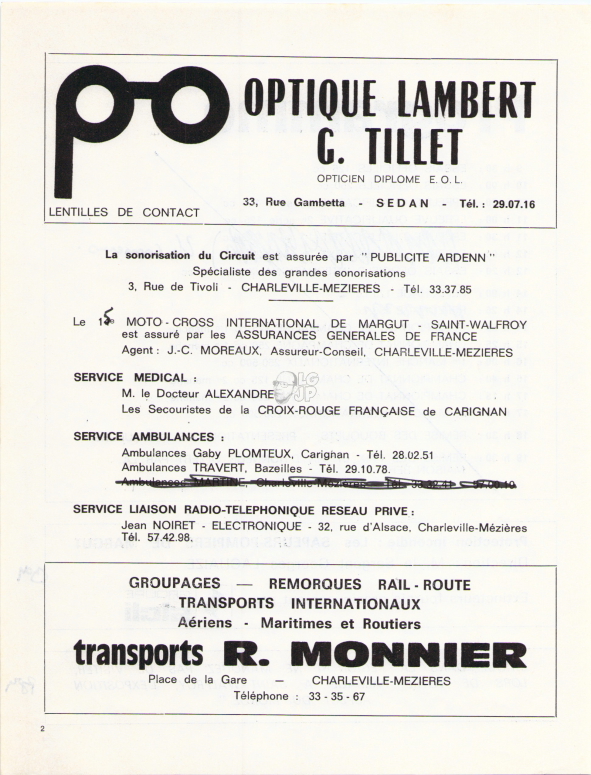 OPTIQUE LAMBERT
G. TILLET
OPTICIEN DIPLOME E. O. L.
33, Rue Gambetta - SEDAN - Tél. : 29.07.16
LENTILLES DE CONTACT
La sonorisation du Circuit est assurée par " PUBLICITE ARDENN "
Spécialiste des grandes sonorisations
3, Rue de Tivoli - CHARLEVILLE-MEZIERES - Tél. 33.37.85
Le 15e MOTO-CROSS INTERNATIONAL DE MARGUT - SAINT-WALFROY
est assuré par les ASSURANCES GENERALES DE FRANCE
Agent : J.-C. MOREAUX, Assureur-Conseil, CHARLEVILLE-MEZIERES
SERVICE MEDICAL :
M. le Docteur ALEXANDRE
LG
JP
Les Secouristes de la CROIX-ROUGE FRANÇAISE de CARIGNAN
SERVICE AMBULANCES :
Ambulances Gaby PLOMTEUX, Carignan - Tél. 28.02.51
Ambulances TRAVERT, Bazeilles - Tél. 29.10.78.
Ambulances Charleville-Mézières
SERVICE LIAISON RADIO-TELEPHONIQUE RESEAU PRIVE :
Jean NOIRET - ELECTRONIQUE - 32, rue d'Alsace, Charleville-Mézières
Tél. 57.42.98.
GROUPAGES — REMORQUES RAIL-ROUTE
TRANSPORTS INTERNATIONAUX
Aériens - Maritimes et Routiers
transports R. MONNIER
Place de la Gare — CHARLEVILLE-MEZIERES
Téléphone : 33-35-67
2